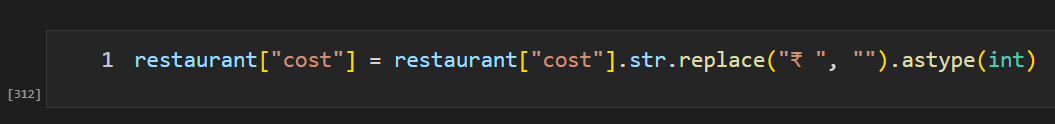 1 restaurant["cost"] = restaurant["cost"].str.replace("₹ ", "").astype(int)
[312]